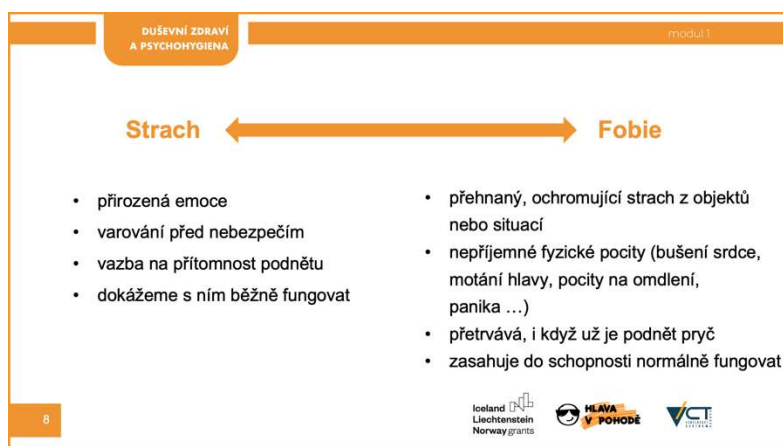 DUŠEVNÍ ZDRAVÍ
A PSYCHOHYGIENA
modul 1
Strach
Fobie
• přirozená emoce
• varování před nebezpečím
• vazba na přítomnost podnětu
• dokážeme s ním běžně fungovat
• přehnaný, ochromující strach z objektů
nebo situací
• nepříjemné fyzické pocity (bušení srdce,
motání hlavy, pocity na omdlení,
panika ...)
• přetrvává, i když už je podnět pryč
• zasahuje do schopnosti normálně fungovat
8
Iceland
Liechtenstein
Norway grants
HLAVA
V POHODĚ